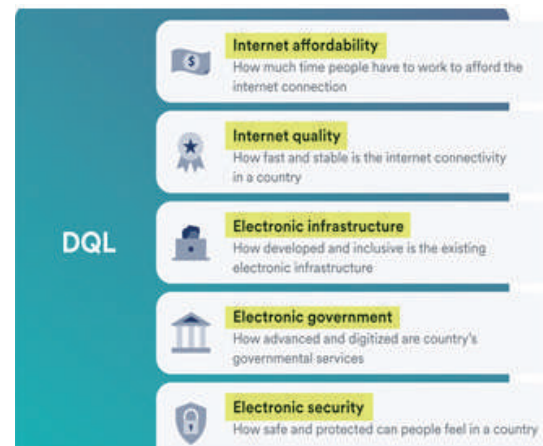 DQL
Internet affordability
How much time people have to work to afford the
internet connection
Internet quality
How fast and stable is the internet connectivity
in a country
Electronic infrastructure
How developed and inclusive is the existing
electronic infrastructure
Electronic government
How advanced and digitized are country's
governmental services
Electronic security
How safe and protected can people feel in a country